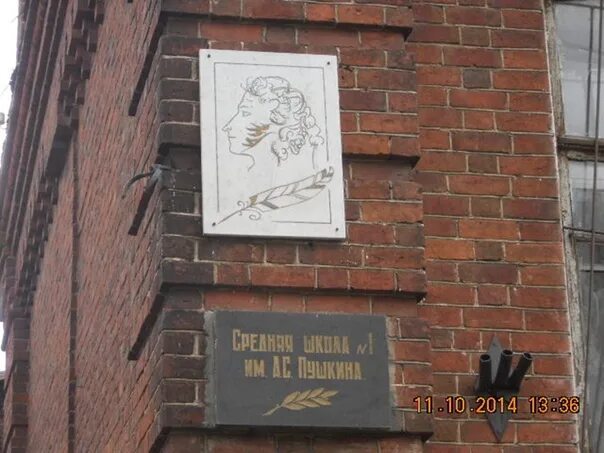 Средняя школа №1
им А.С Пушкина
11.10.2014 13:36